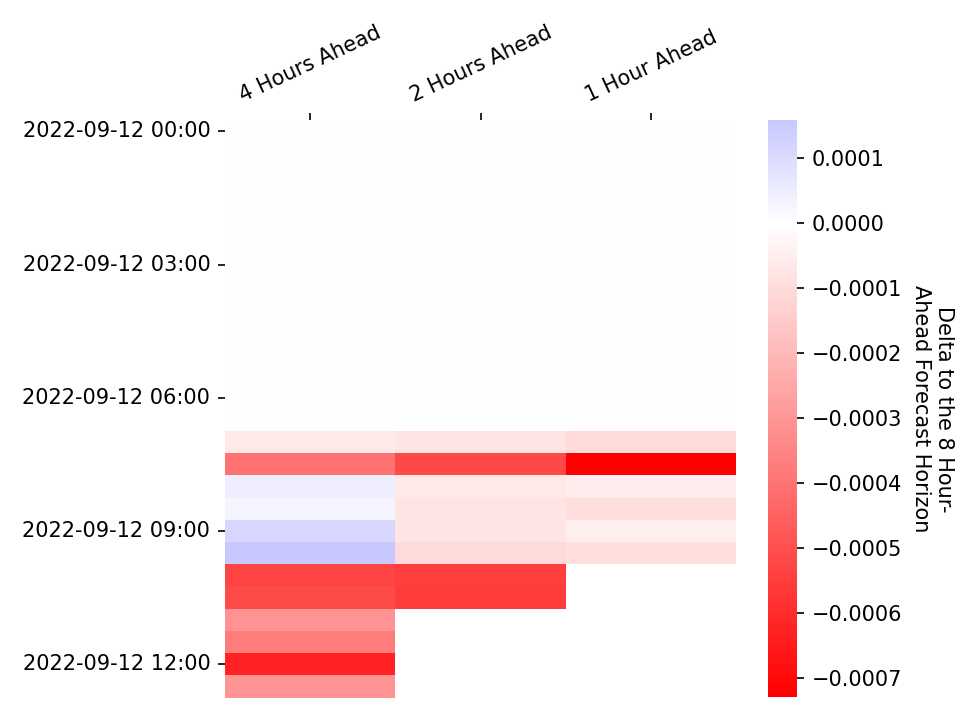 4 Hours Ahead
2 Hours Ahead
1 Hour Ahead
2022-09-12 00:00
2022-09-12 03:00
2022-09-12 06:00
2022-09-12 09:00
2022-09-12 12:00
0.0001
0.0000
−0.0001
−0.0002
−0.0003
−0.0004
−0.0005
−0.0006
−0.0007
Delta to the 8 Hour-
Ahead Forecast Horizon